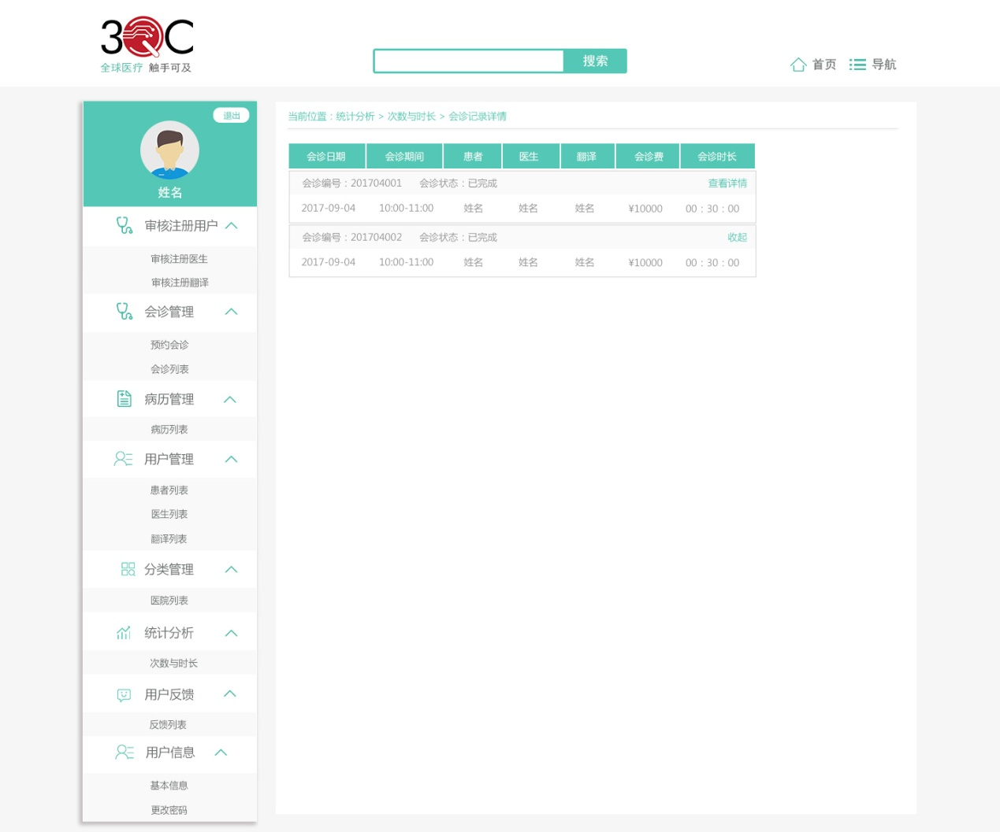 3QC
全球医疗 触手可及
搜索
首页
导航
退出
姓名
审核注册用户
审核注册医生
审核注册翻译
会诊管理
预约会诊
会诊列表
病历管理
病历列表
用户管理
患者列表
医生列表
翻译列表
分类管理
医院列表
统计分析
次数与时长
用户反馈
反馈列表
用户信息
基本信息
更改密码
当前位置：统计分析 > 次数与时长 > 会诊记录详情
会诊日期 会诊期间 患者 医生 翻译 会诊费 会诊时长
会诊编号：201704001 会诊状态：已完成 查看详情
2017-09-04 10:00-11:00 姓名 姓名 姓名 ¥10000 00：30：00
会诊编号：201704002 会诊状态：已完成 收起
2017-09-04 10:00-11:00 姓名 姓名 姓名 ¥10000 00：30：00